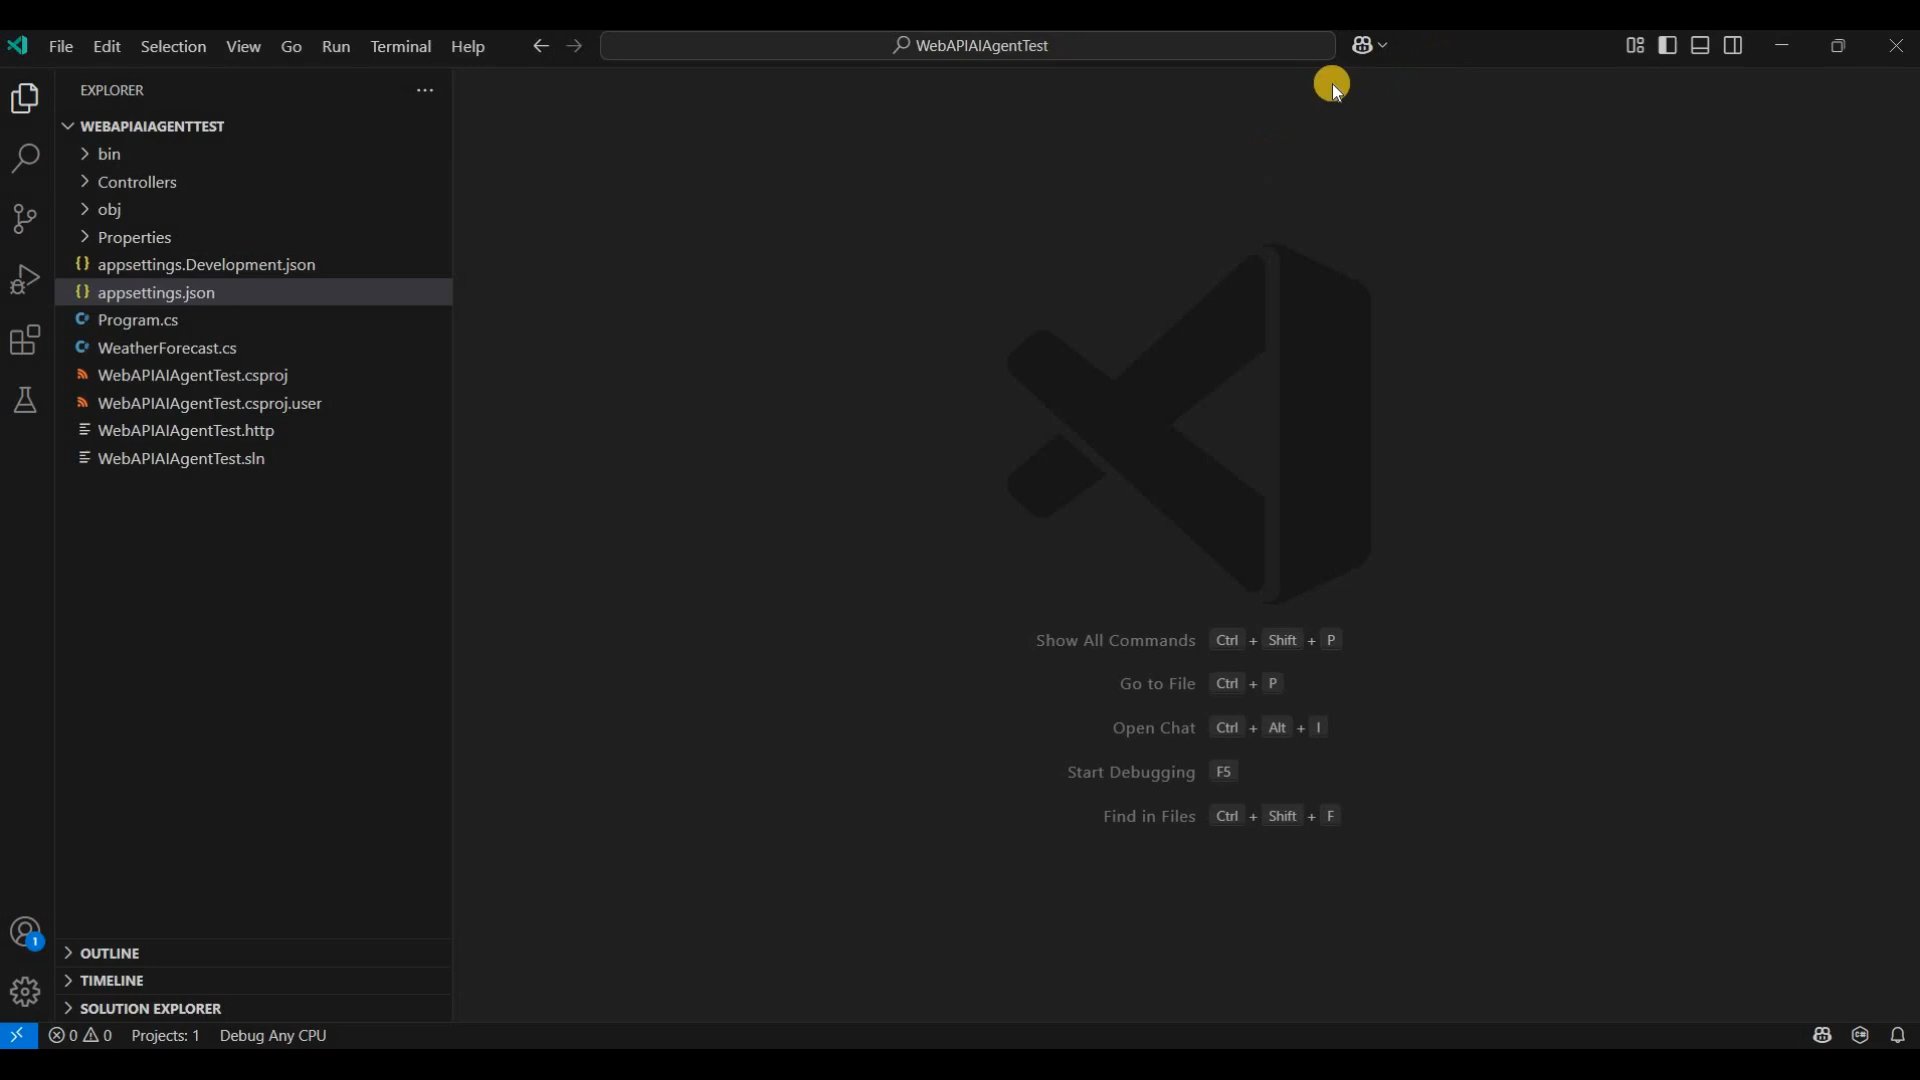 File Edit Selection View Go Run Terminal Help
WebAPIAIAgentTest
EXPLORER
WEBAPIAIAGENTTEST
bin
Controllers
obj
Properties
appsettings.Development.json
appsettings.json
Program.cs
WeatherForecast.cs
WebAPIAIAgentTest.csproj
WebAPIAIAgentTest.csproj.user
WebAPIAIAgentTest.http
WebAPIAIAgentTest.sln
Show All Commands Ctrl + Shift + P
Go to File Ctrl + P
Open Chat Ctrl + Alt + I
Start Debugging F5
Find in Files Ctrl + Shift + F
1
OUTLINE
TIMELINE
SOLUTION EXPLORER
0 0 Projects: 1 Debug Any CPU